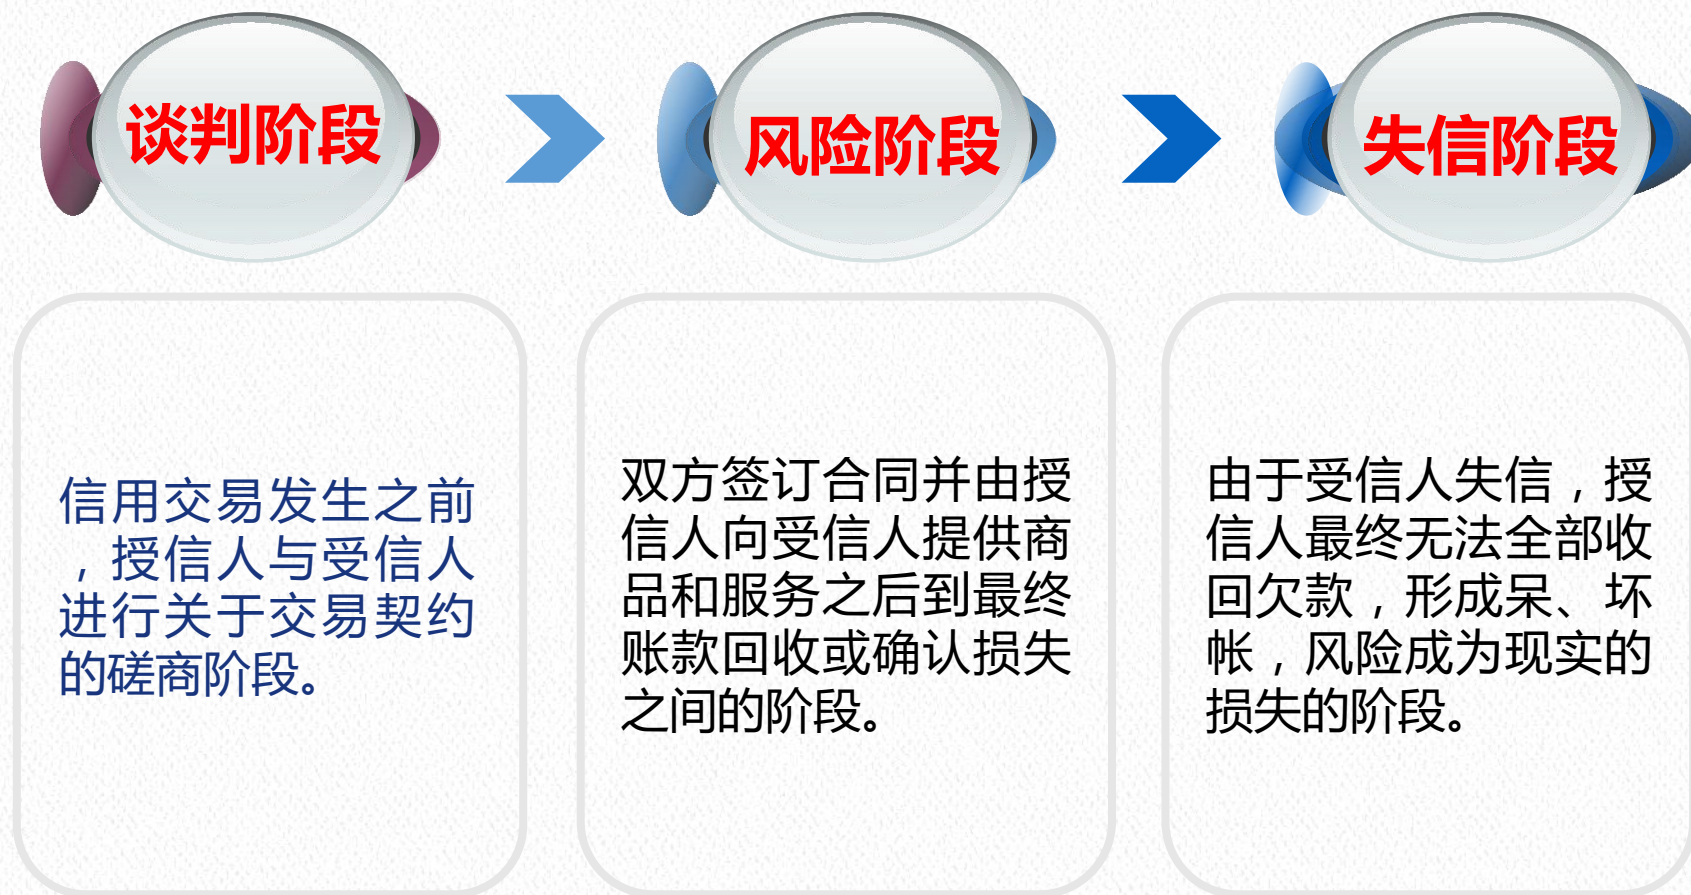 谈判阶段
风险阶段
失信阶段
信用交易发生之前
，授信人与受信人
进行关于交易契约
的磋商阶段。
双方签订合同并由授
信人向受信人提供商
品和服务之后到最终
账款回收或确认损失
之间的阶段。
由于受信人失信，授
信人最终无法全部收
回欠款，形成呆、坏
帐，风险成为现实的
损失的阶段。